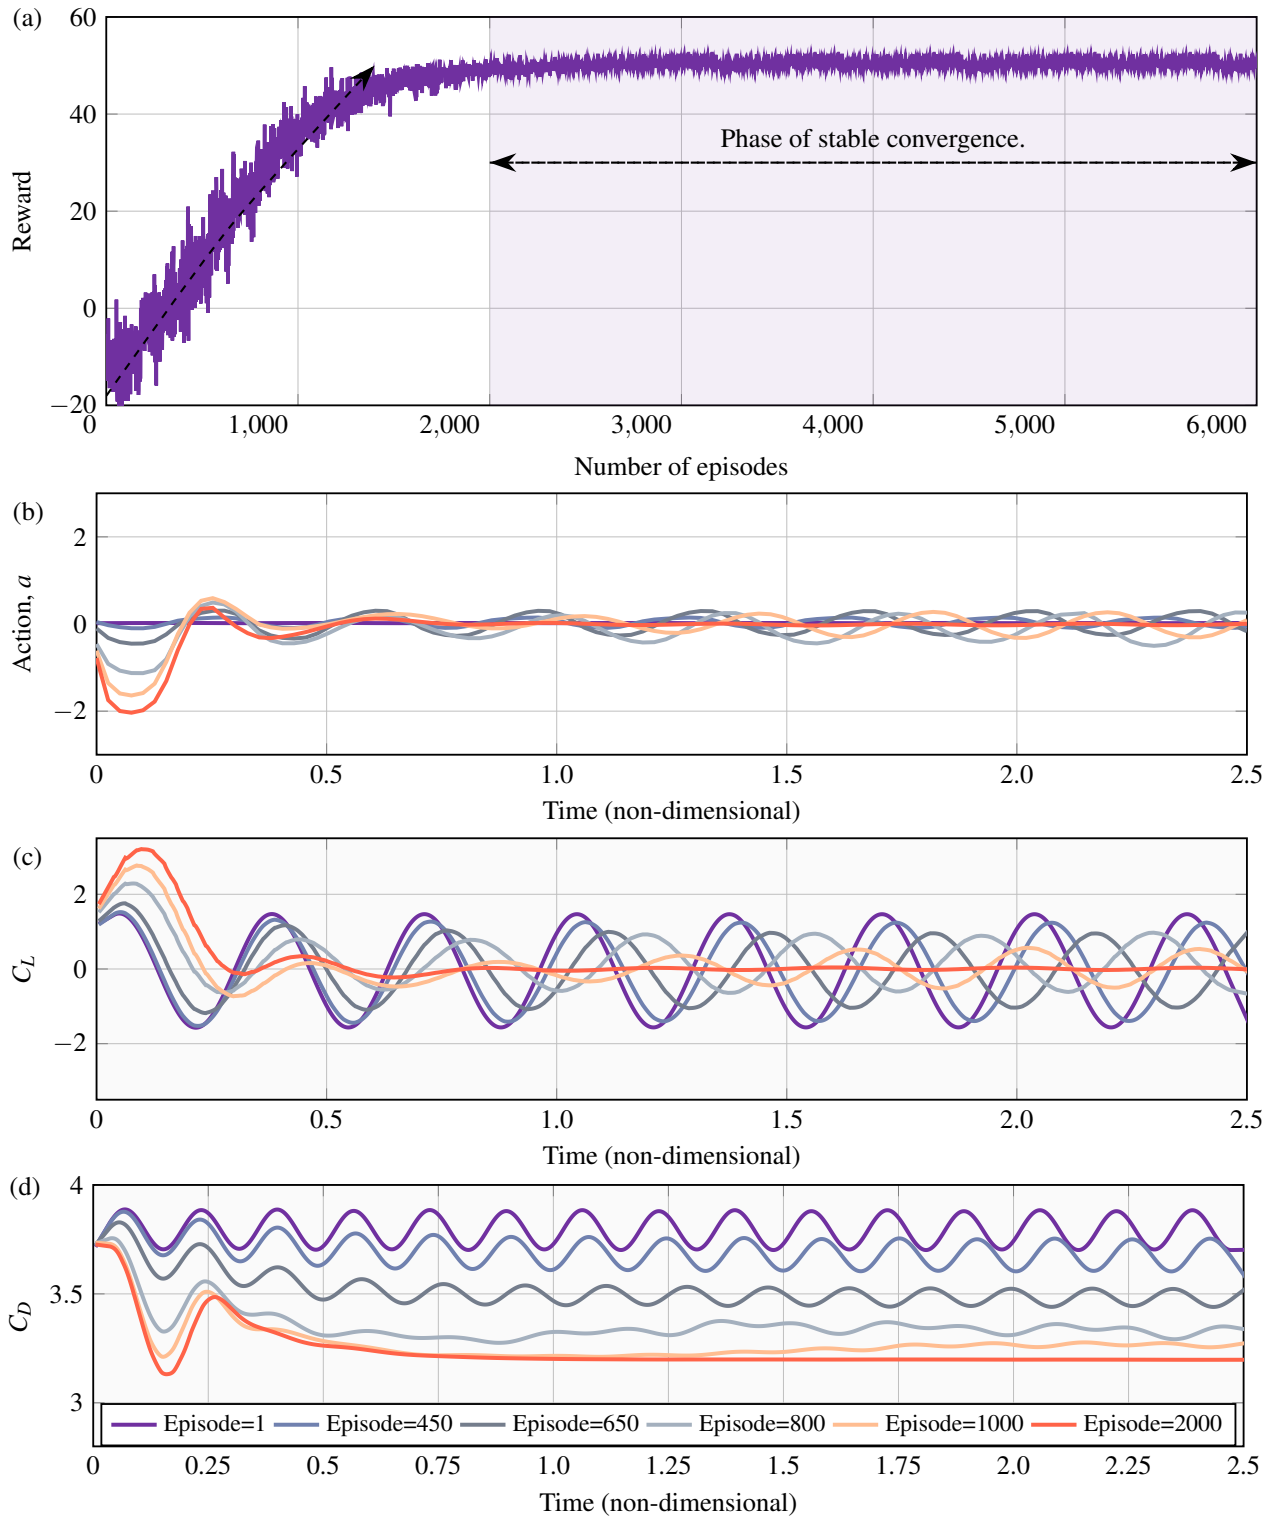 (a)
60
40
20
0
−20
Reward
Phase of stable convergence.
0 1,000 2,000 3,000 4,000 5,000 6,000
Number of episodes
(b)
2
0
−2
Action, a
0 0.5 1.0 1.5 2.0 2.5
Time (non-dimensional)
(c)
2
0
−2
C_L
0 0.5 1.0 1.5 2.0 2.5
Time (non-dimensional)
(d)
4
3.5
3
C_D
Episode=1 Episode=450 Episode=650 Episode=800 Episode=1000 Episode=2000
0 0.25 0.5 0.75 1.0 1.25 1.5 1.75 2.0 2.25 2.5
Time (non-dimensional)